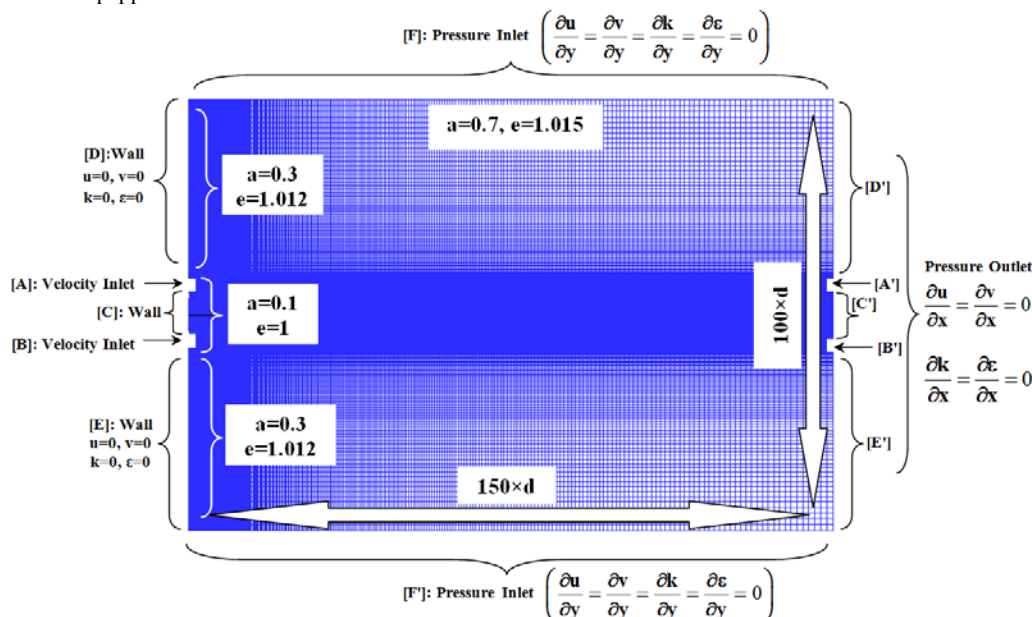 [F]: Pressure Inlet (∂u/∂y = ∂v/∂y = ∂k/∂y = ∂ε/∂y = 0)
a=0.7, e=1.015
[D]:Wall
u=0, v=0
k=0, ε=0
a=0.3
e=1.012
[D']
[A]: Velocity Inlet
[C]: Wall
[B]: Velocity Inlet
a=0.1
e=1
100×d
[A']
[C']
[B']
Pressure Outlet
∂u/∂x = ∂v/∂x = 0
∂k/∂x = ∂ε/∂x = 0
[E]: Wall
u=0, v=0
k=0, ε=0
a=0.3
e=1.012
[E']
150×d
[F']: Pressure Inlet (∂u/∂y = ∂v/∂y = ∂k/∂y = ∂ε/∂y = 0)